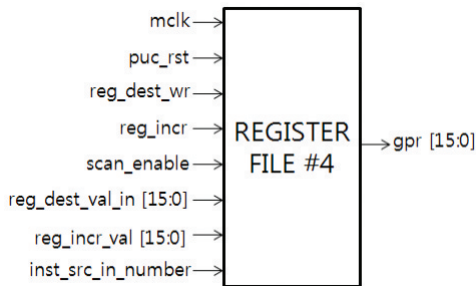 mclk
puc_rst
reg_dest_wr
reg_incr
scan_enable
reg_dest_val_in [15:0]
reg_incr_val [15:0]
inst_src_in_number
REGISTER
FILE #4
gpr [15:0]